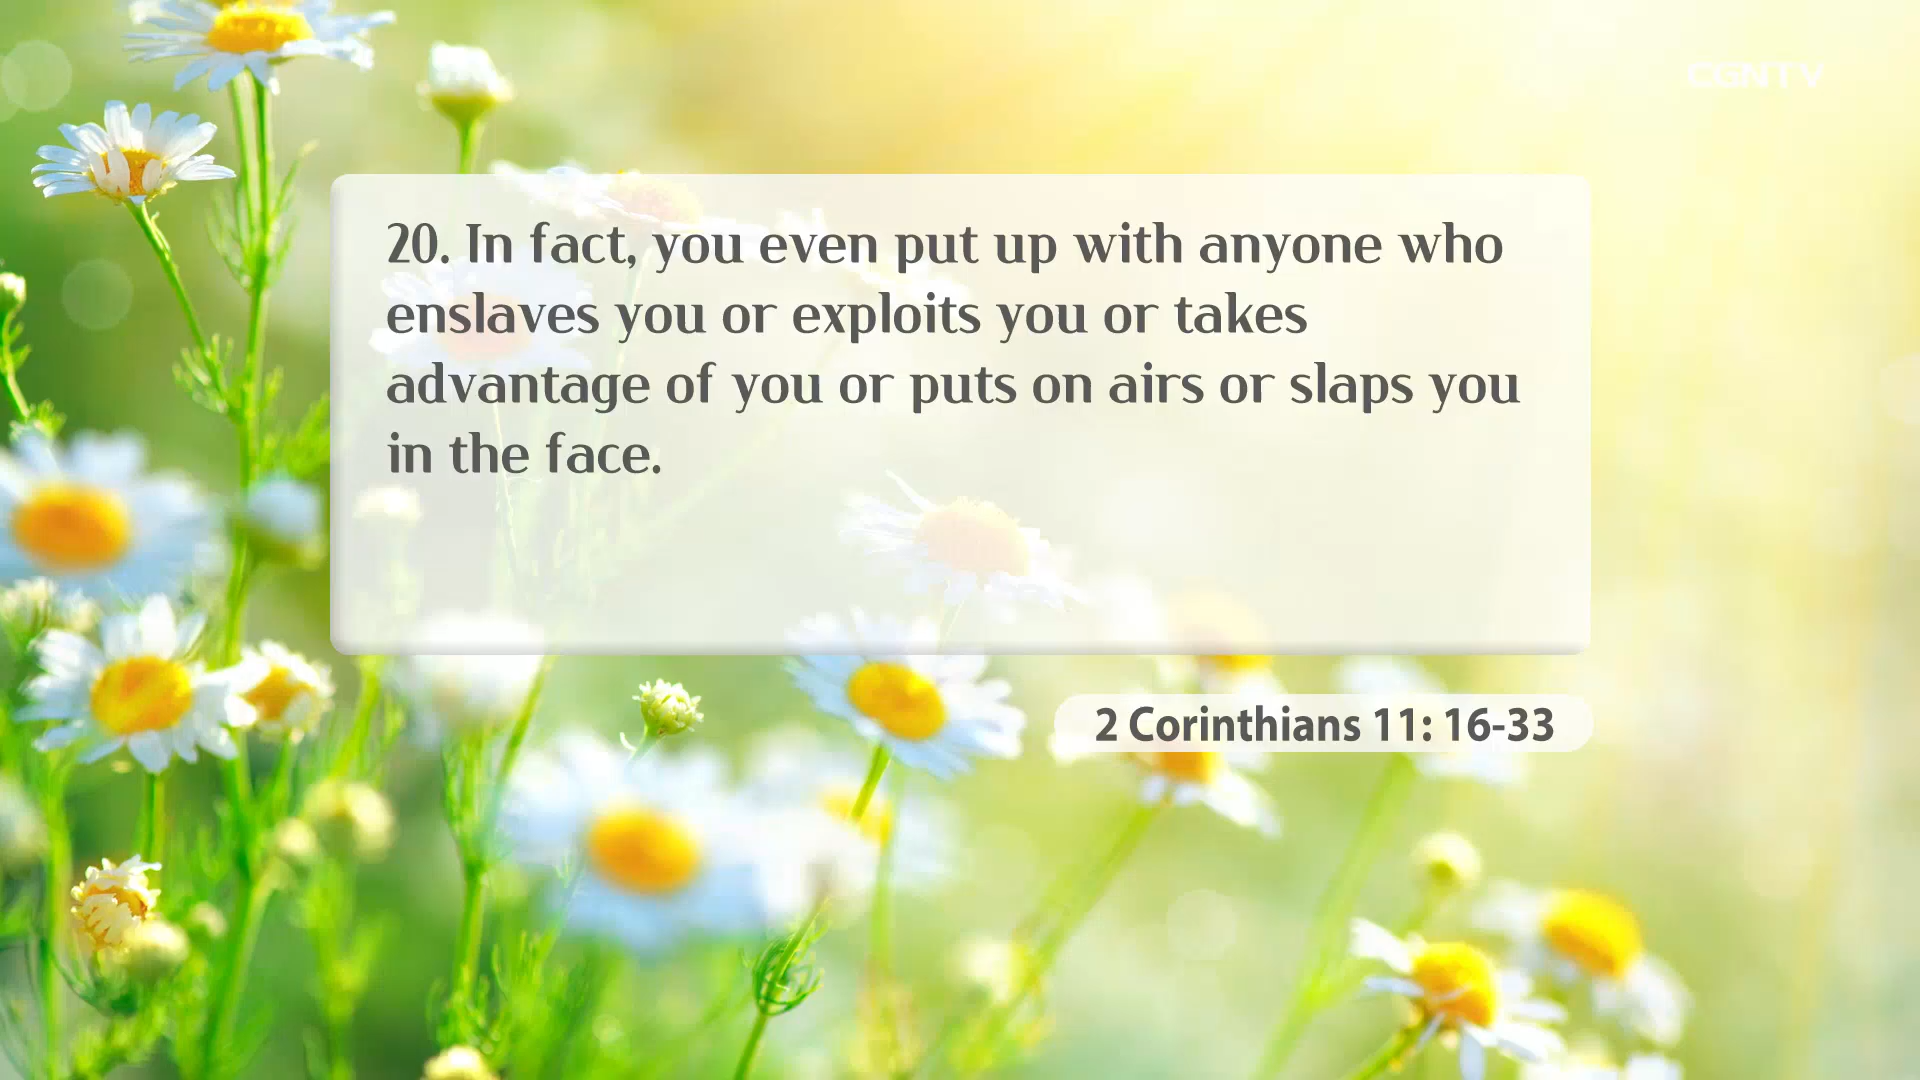 CGNTV
20. In fact, you even put up with anyone who
enslaves you or exploits you or takes
advantage of you or puts on airs or slaps you
in the face.
2 Corinthians 11: 16-33